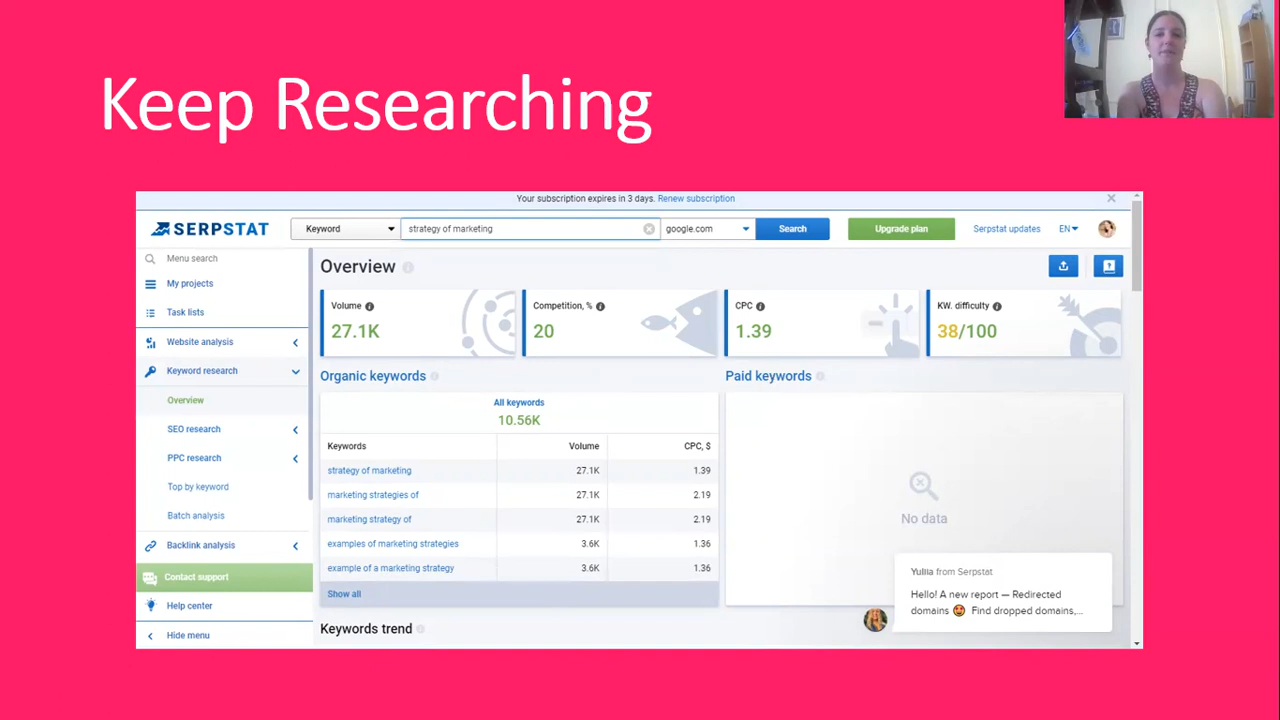 Keep Researching
Your subscription expires in 3 days. Renew subscription
SERPSTAT
Keyword
strategy of marketing
google.com
Search
Upgrade plan
Serpstat updates
EN
Menu search
My projects
Task lists
Website analysis
Keyword research
Overview
SEO research
PPC research
Top by keyword
Batch analysis
Backlink analysis
Contact support
Help center
Hide menu
Overview
Volume
27.1K
Competition, %
20
CPC
1.39
KW. difficulty
38/100
Organic keywords
All keywords
10.56K
Keywords Volume CPC, $
strategy of marketing 27.1K 1.39
marketing strategies of 27.1K 2.19
marketing strategy of 27.1K 2.19
examples of marketing strategies 3.6K 1.36
example of a marketing strategy 3.6K 1.36
Show all
Keywords trend
Paid keywords
No data
Yuliia from Serpstat
Hello! A new report — Redirected
domains 🤩 Find dropped domains,...